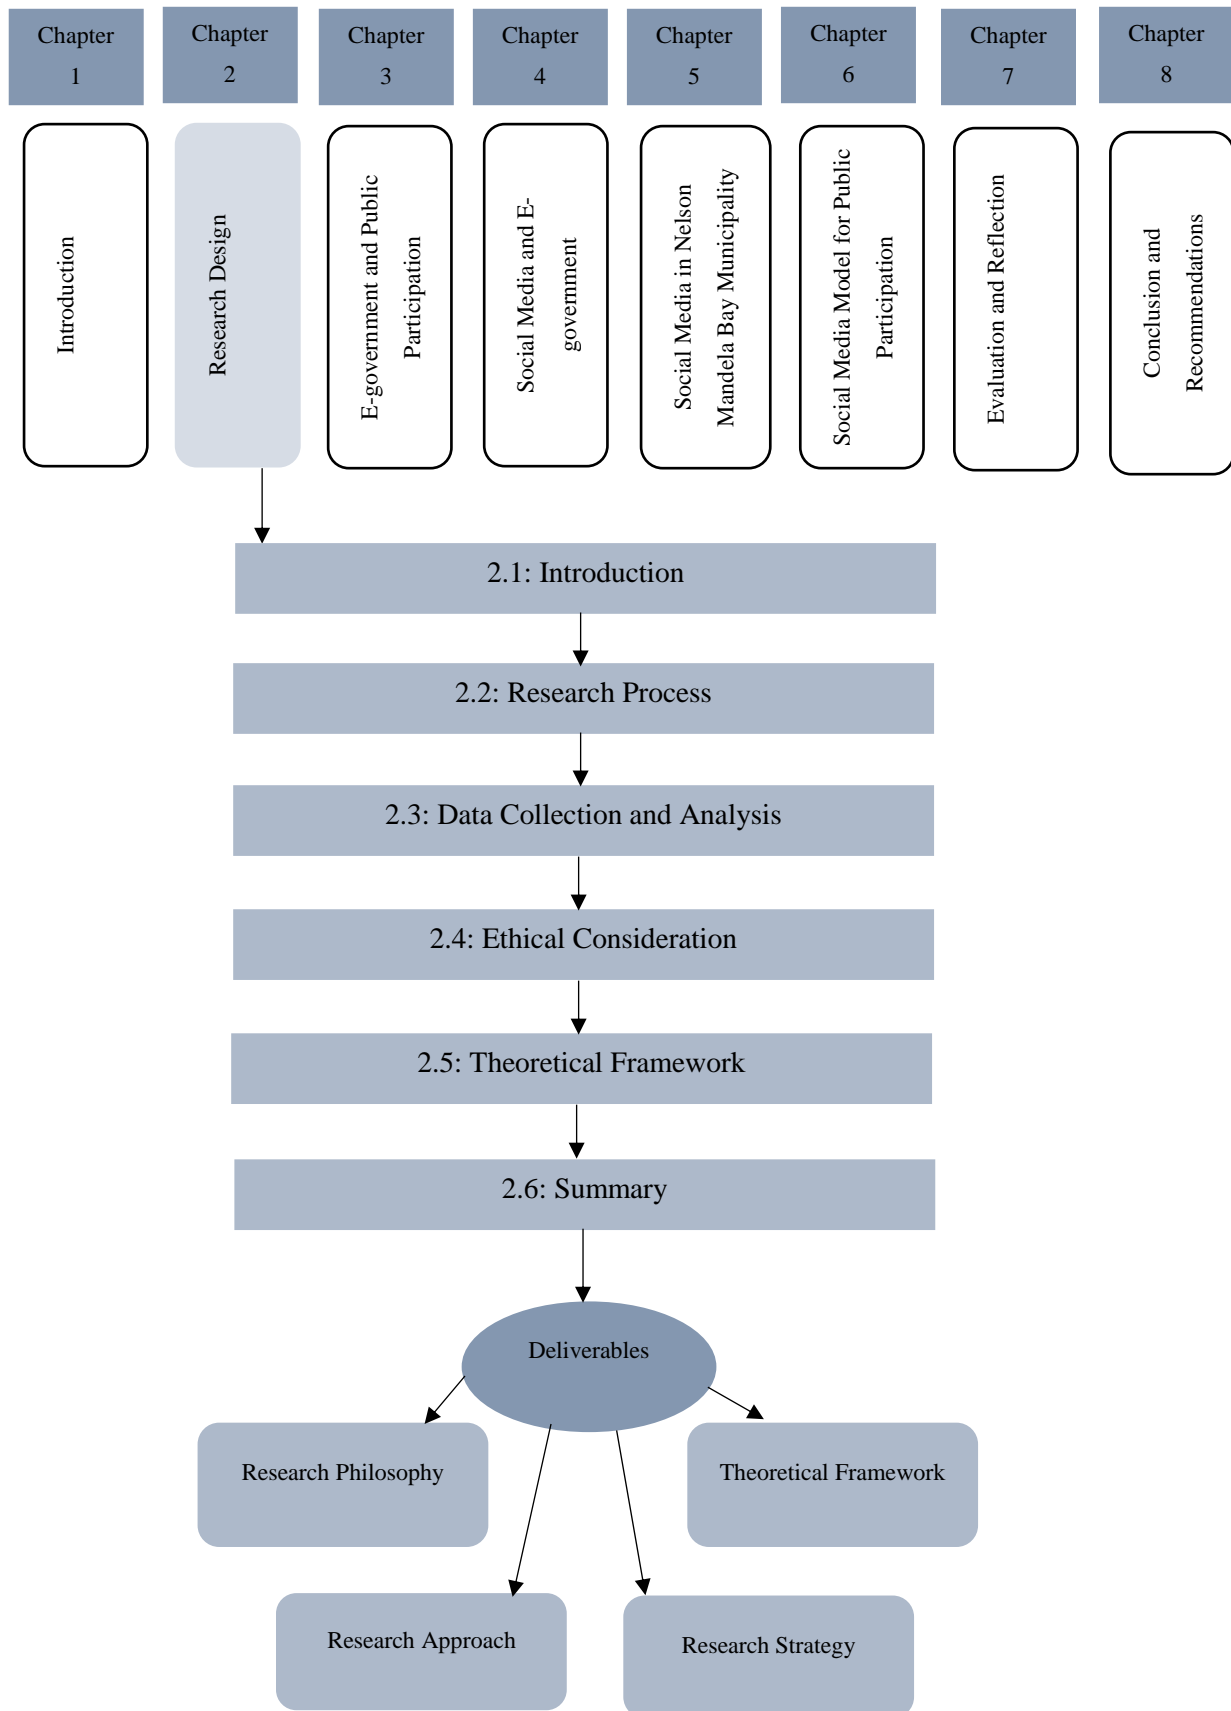 Chapter
1
Chapter
2
Chapter
3
Chapter
4
Chapter
5
Chapter
6
Chapter
7
Chapter
8
Introduction
Research Design
E-government and Public
Participation
Social Media and E-
government
Social Media in Nelson
Mandela Bay Municipality
Social Media Model for Public
Participation
Evaluation and Reflection
Conclusion and
Recommendations
2.1: Introduction
2.2: Research Process
2.3: Data Collection and Analysis
2.4: Ethical Consideration
2.5: Theoretical Framework
2.6: Summary
Deliverables
Research Philosophy
Theoretical Framework
Research Approach
Research Strategy